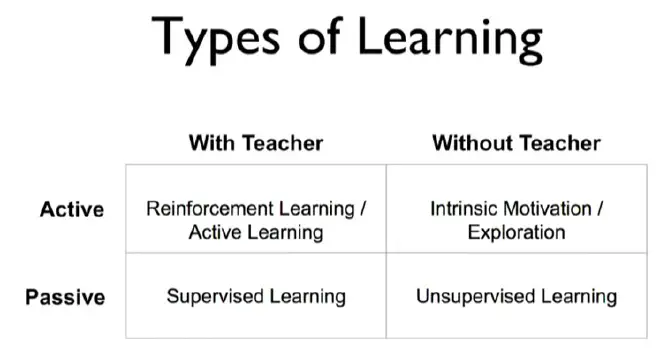 Types of Learning
With Teacher Without Teacher
Active Reinforcement Learning / Intrinsic Motivation /
Active Learning Exploration
Passive Supervised Learning Unsupervised Learning